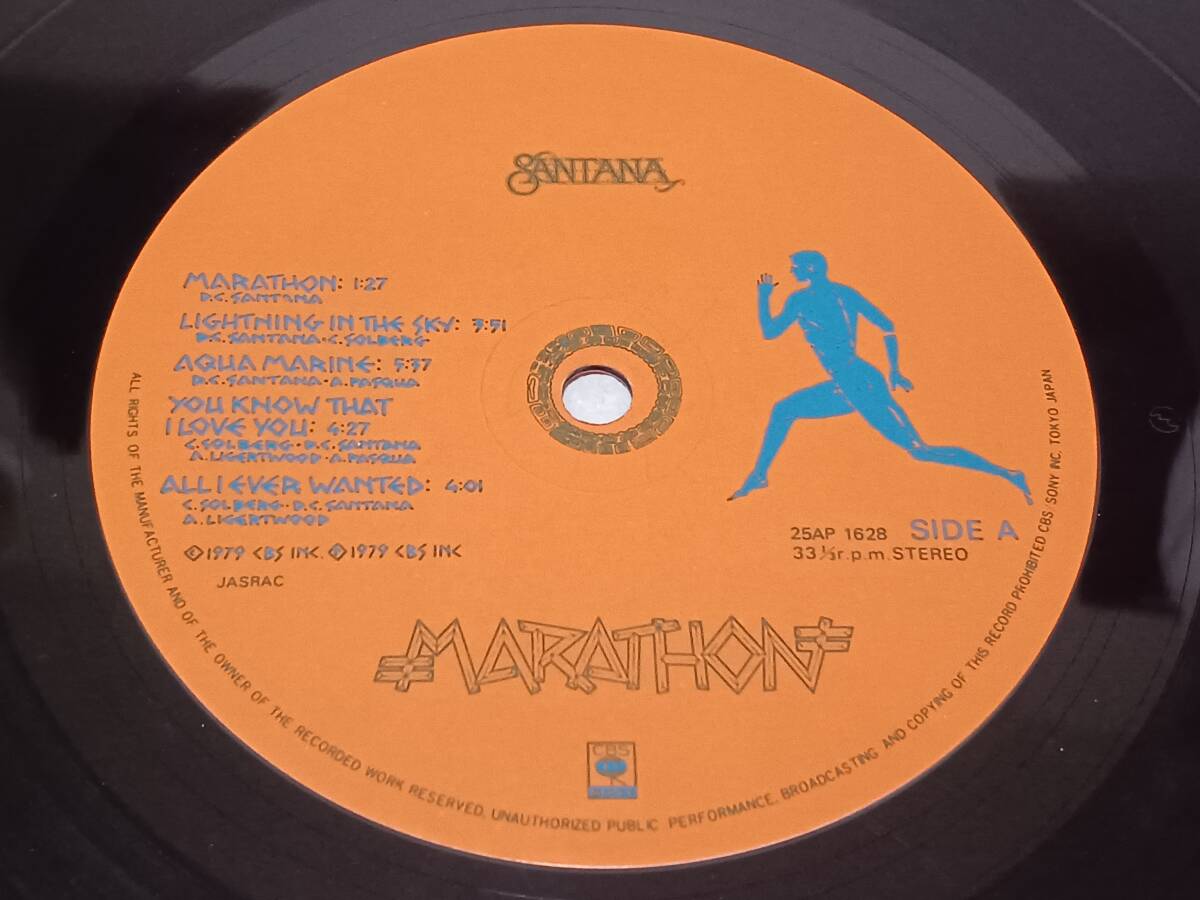 SANTANA
MARATHON: 1:27
D.C. SANTANA
LIGHTNING IN THE SKY: 3:51
D.C. SANTANA · C. SOLBERG
AQUA MARINE: 5:37
D.C. SANTANA · A. PASQUA
YOU KNOW THAT
I LOVE YOU: 4:27
C. SOLBERG · D.C. SANTANA
A. LIGERTWOOD · A. PASQUA
ALL I EVER WANTED: 4:01
C. SOLBERG · D.C. SANTANA
A. LIGERTWOOD
© 1979 CBS INC. ℗ 1979 CBS INC
JASRAC
25AP 1628 SIDE A
33⅓r.p.m. STEREO
MARATHON
CBS
ALL RIGHTS OF THE MANUFACTURER AND OF THE OWNER OF THE RECORDED WORK RESERVED. UNAUTHORIZED PUBLIC PERFORMANCE, BROADCASTING AND COPYING OF THIS RECORD PROHIBITED CBS/SONY INC. TOKYO JAPAN